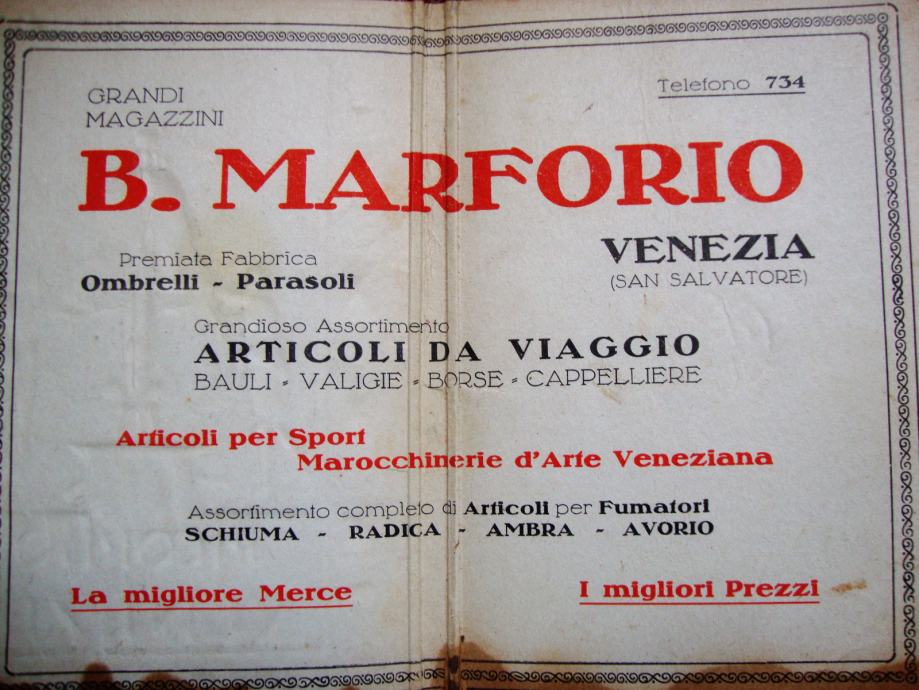 GRANDI
MAGAZZINI
Telefono 734
B. MARFORIO
VENEZIA
(SAN SALVATORE)
Premiata Fabbrica
Ombrelli - Parasoli
Grandioso Assortimento
ARTICOLI DA VIAGGIO
BAULI - VALIGIE - BORSE - CAPPELLIERE
Articoli per Sport
Marocchinerie d'Arte Veneziana
Assortimento completo di Articoli per Fumatori
SCHIUMA - RADICA - AMBRA - AVORIO
La migliore Merce
I migliori Prezzi